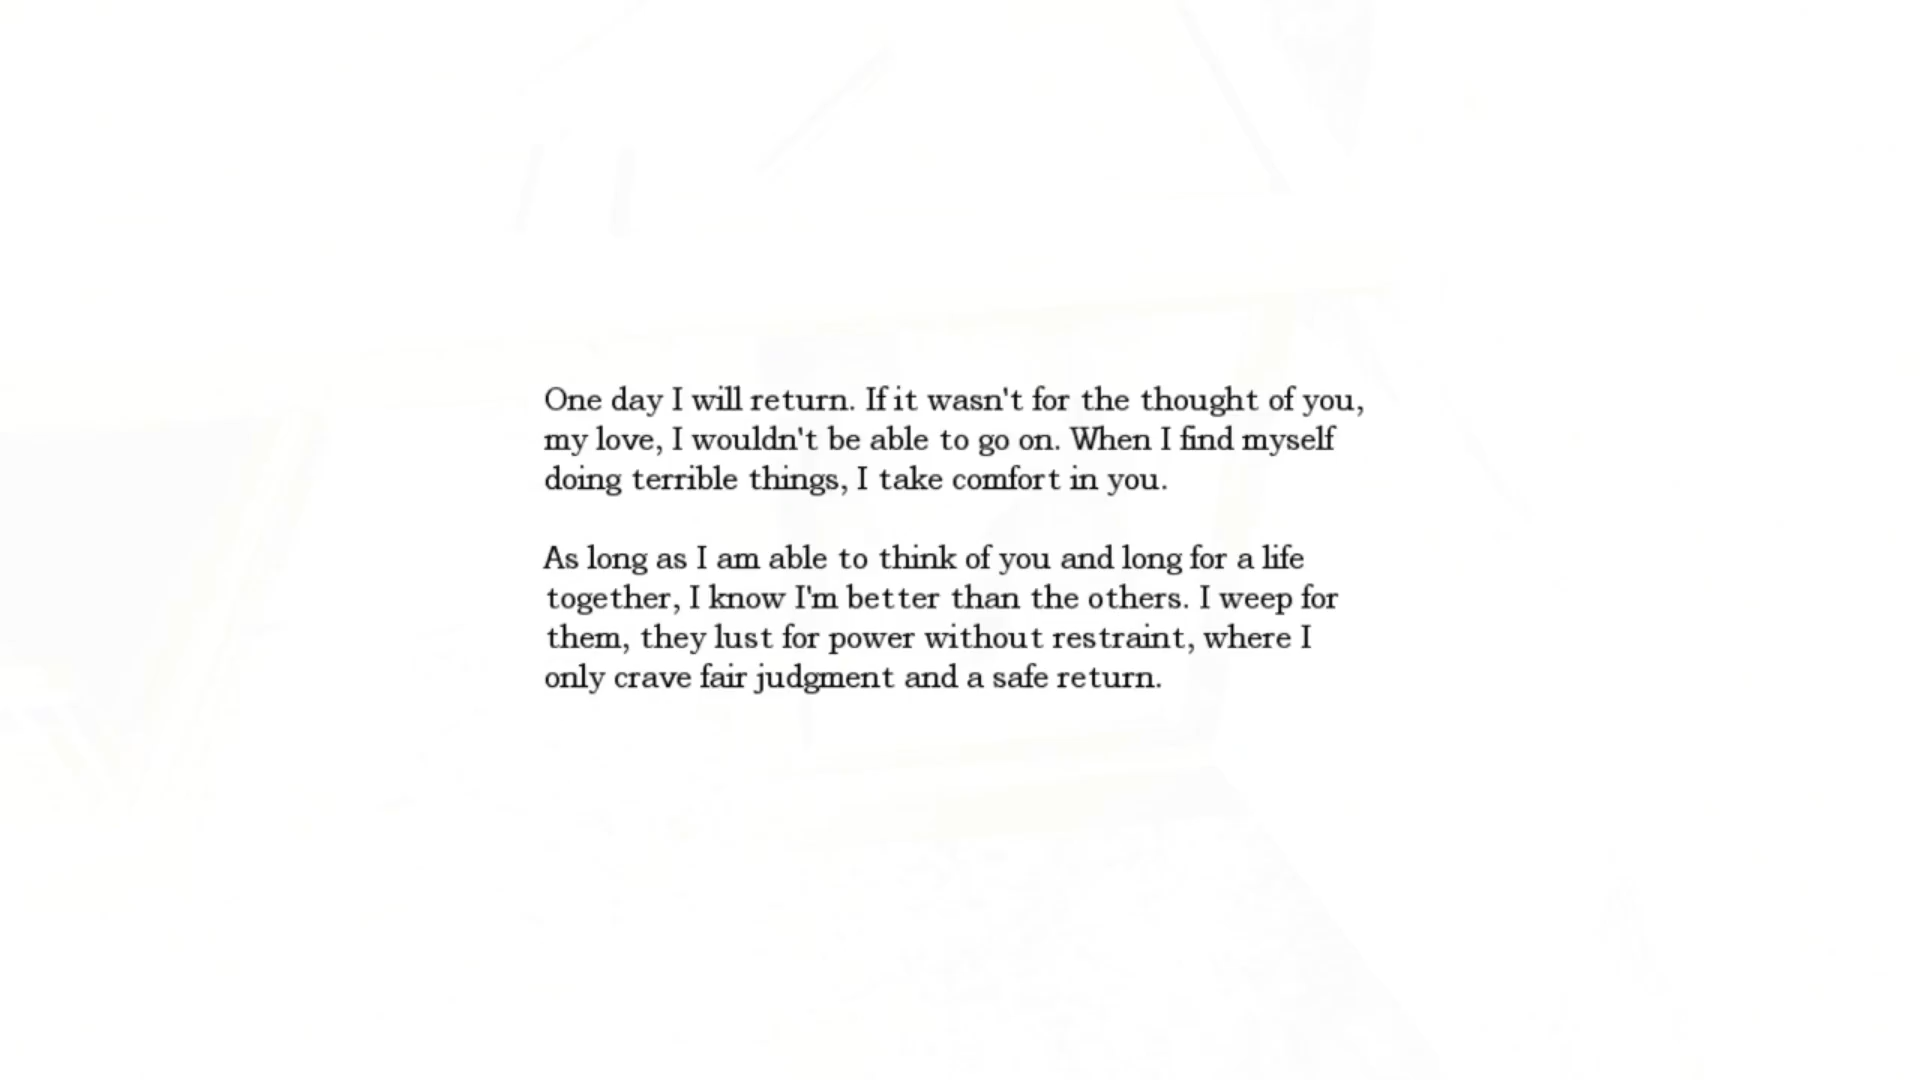 One day I will return. If it wasn't for the thought of you,
my love, I wouldn't be able to go on. When I find myself
doing terrible things, I take comfort in you.
As long as I am able to think of you and long for a life
together, I know I'm better than the others. I weep for
them, they lust for power without restraint, where I
only crave fair judgment and a safe return.